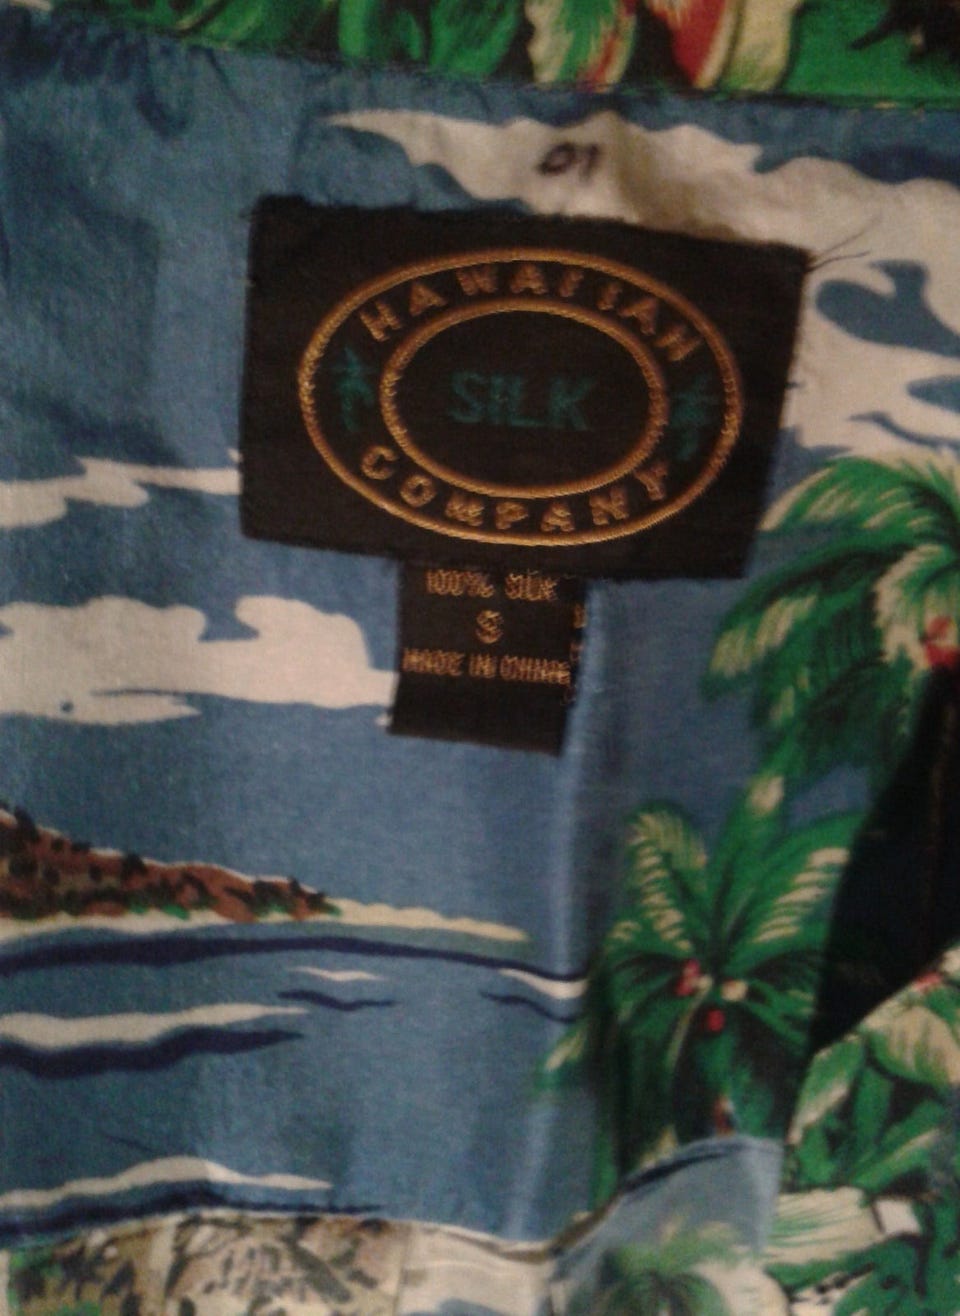 HAWAIIAN
SILK
COMPANY
100% SILK
S
MADE IN CHINA